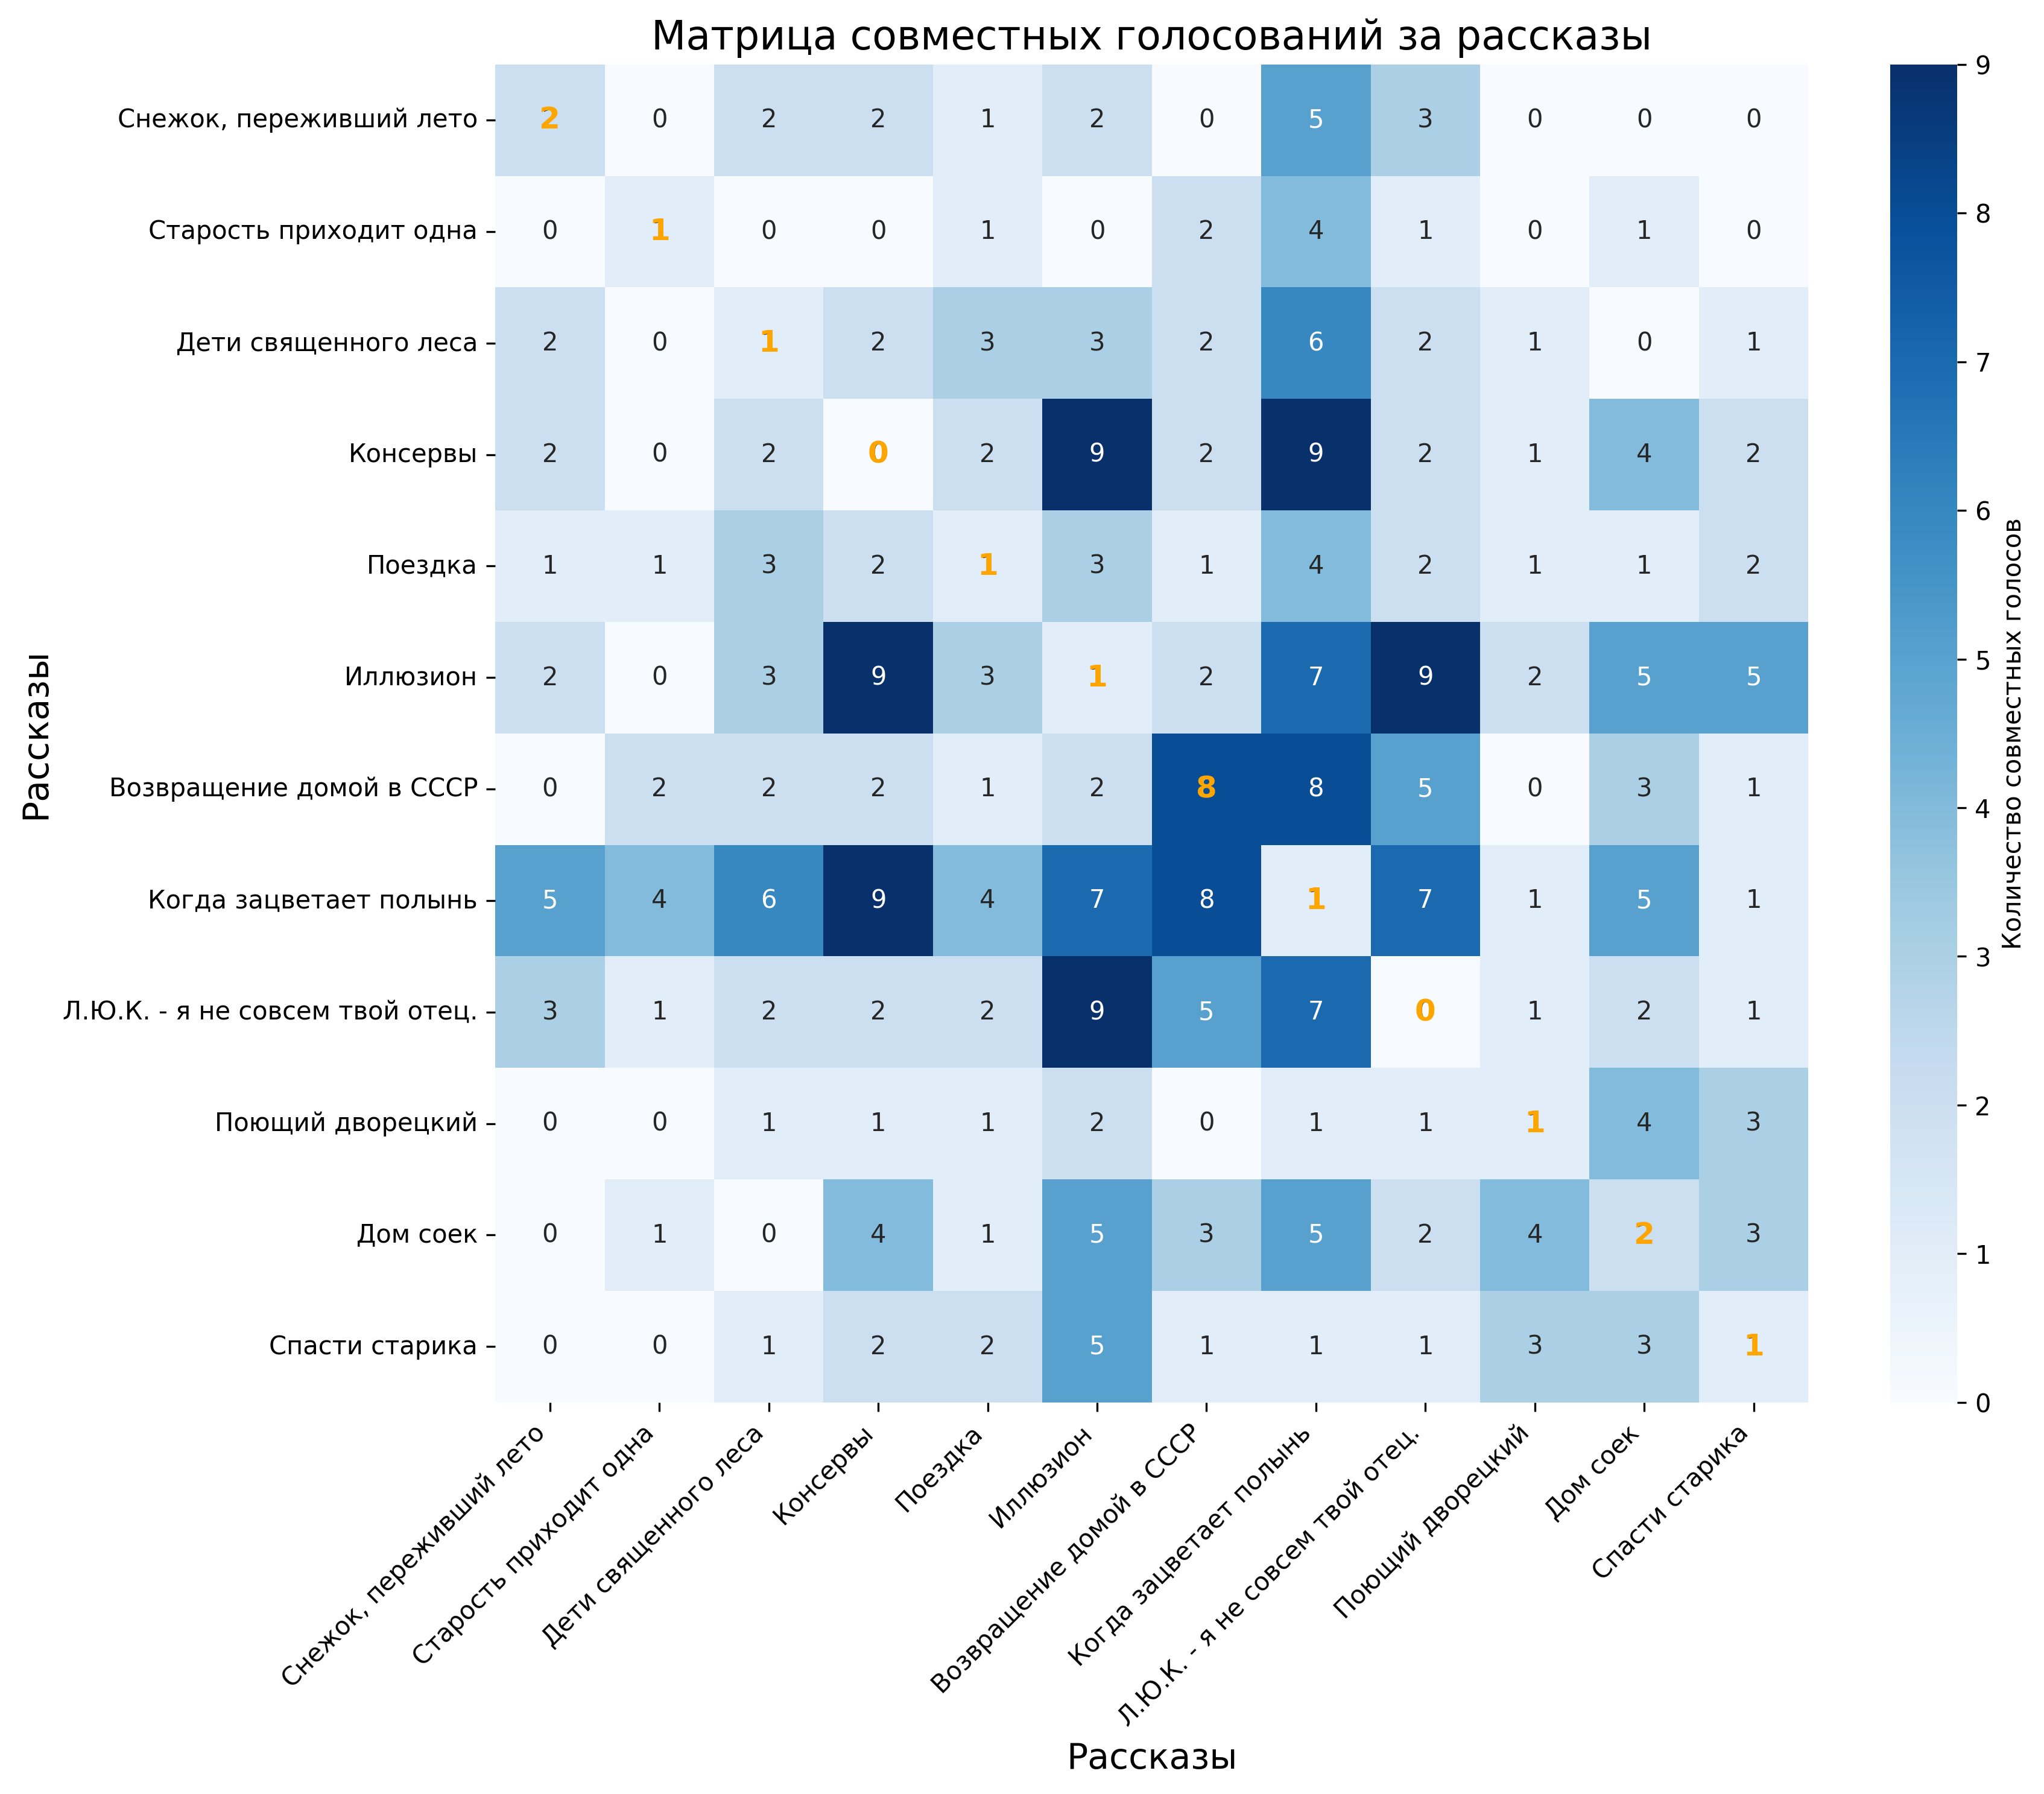 Матрица совместных голосований за рассказы
Рассказы
Снежок, переживший лето 2 0 2 2 1 2 0 5 3 0 0 0
Старость приходит одна 0 1 0 0 1 0 2 4 1 0 1 0
Дети священного леса 2 0 1 2 3 3 2 6 2 1 0 1
Консервы 2 0 2 0 2 9 2 9 2 1 4 2
Поездка 1 1 3 2 1 3 1 4 2 1 1 2
Иллюзион 2 0 3 9 3 1 2 7 9 2 5 5
Возвращение домой в СССР 0 2 2 2 1 2 8 8 5 0 3 1
Когда зацветает полынь 5 4 6 9 4 7 8 1 7 1 5 1
Л.Ю.К. - я не совсем твой отец. 3 1 2 2 2 9 5 7 0 1 2 1
Поющий дворецкий 0 0 1 1 1 2 0 1 1 1 4 3
Дом соек 0 1 0 4 1 5 3 5 2 4 2 3
Спасти старика 0 0 1 2 2 5 1 1 1 3 3 1
Снежок, переживший лето
Старость приходит одна
Дети священного леса
Консервы
Поездка
Иллюзион
Возвращение домой в СССР
Когда зацветает полынь
Л.Ю.К. - я не совсем твой отец.
Поющий дворецкий
Дом соек
Спасти старика
Рассказы
9
8
7
6
5
4
3
2
1
0
Количество совместных голосов